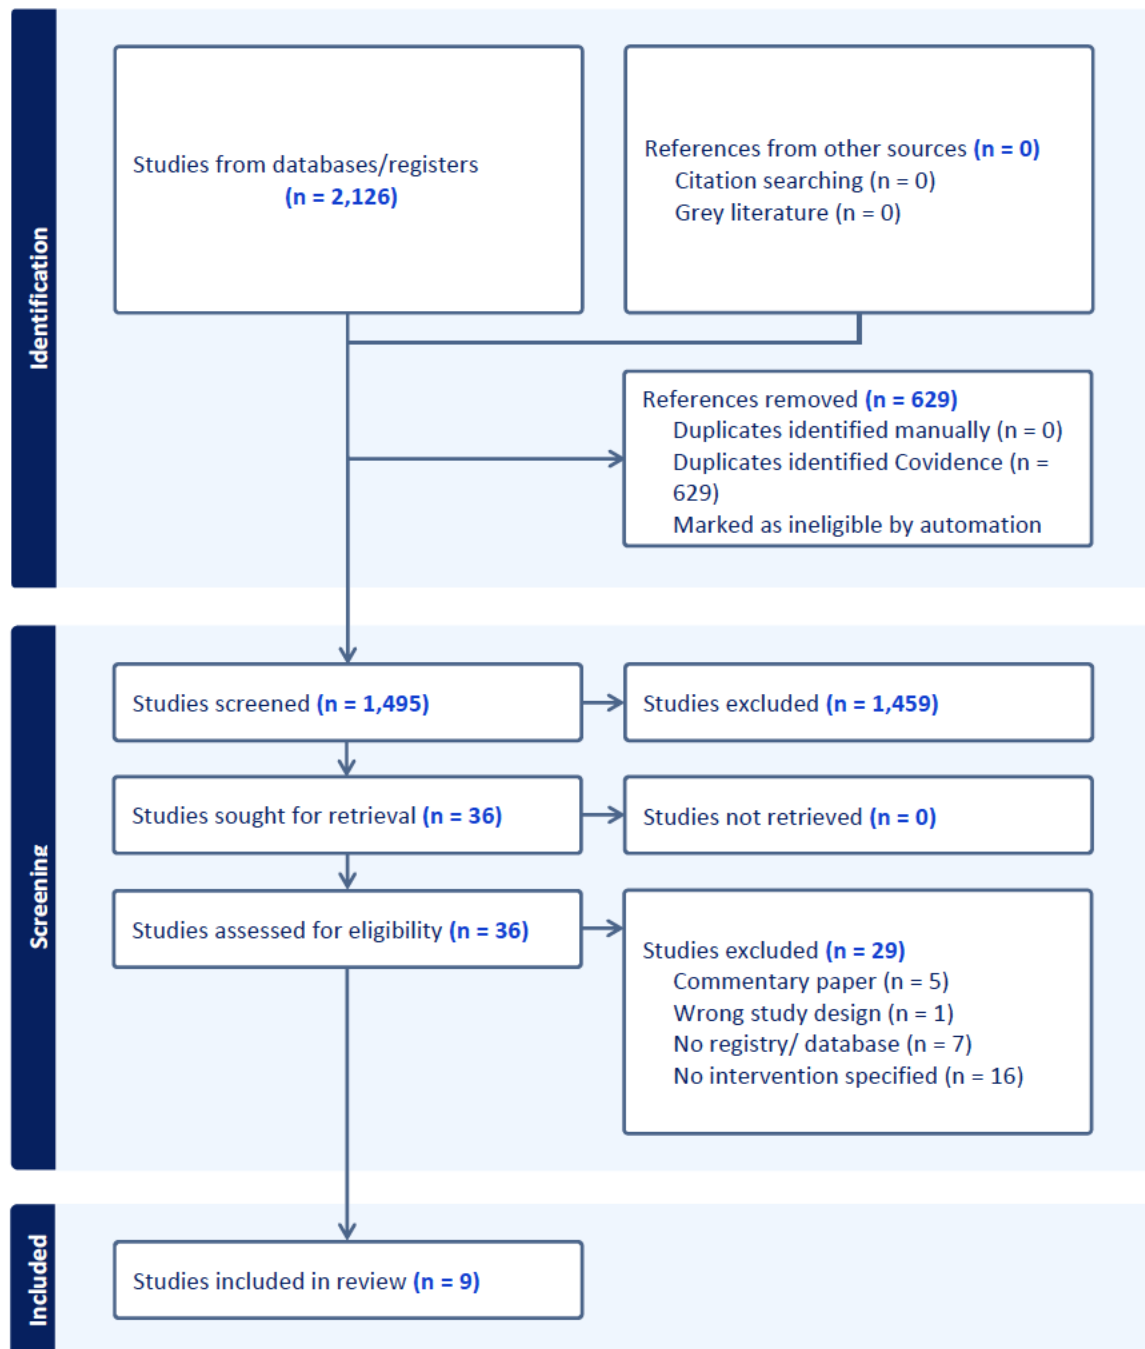 Identification
Studies from databases/registers
(n = 2,126)
References from other sources (n = 0)
Citation searching (n = 0)
Grey literature (n = 0)
References removed (n = 629)
Duplicates identified manually (n = 0)
Duplicates identified Covidence (n =
629)
Marked as ineligible by automation
Screening
Studies screened (n = 1,495)
Studies excluded (n = 1,459)
Studies sought for retrieval (n = 36)
Studies not retrieved (n = 0)
Studies assessed for eligibility (n = 36)
Studies excluded (n = 29)
Commentary paper (n = 5)
Wrong study design (n = 1)
No registry/ database (n = 7)
No intervention specified (n = 16)
Included
Studies included in review (n = 9)